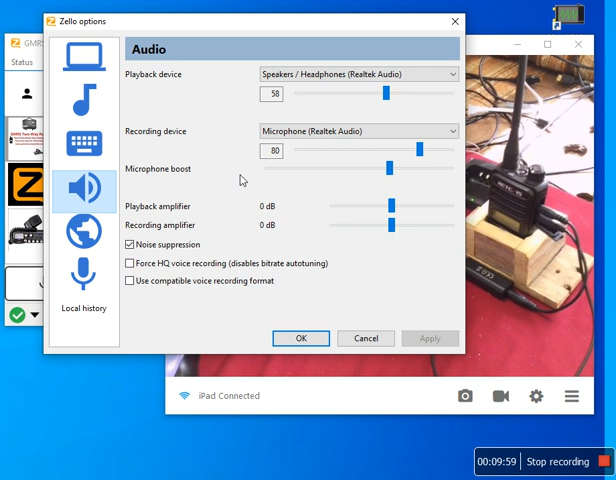 Zello options
GMRS
Status
Audio
Playback device
Speakers / Headphones (Realtek Audio)
58
Recording device
Microphone (Realtek Audio)
80
Microphone boost
Playback amplifier 0 dB
Recording amplifier 0 dB
Noise suppression
Force HQ voice recording (disables bitrate autotuning)
Use compatible voice recording format
Local history
OK Cancel Apply
iPad Connected
00:09:59 Stop recording